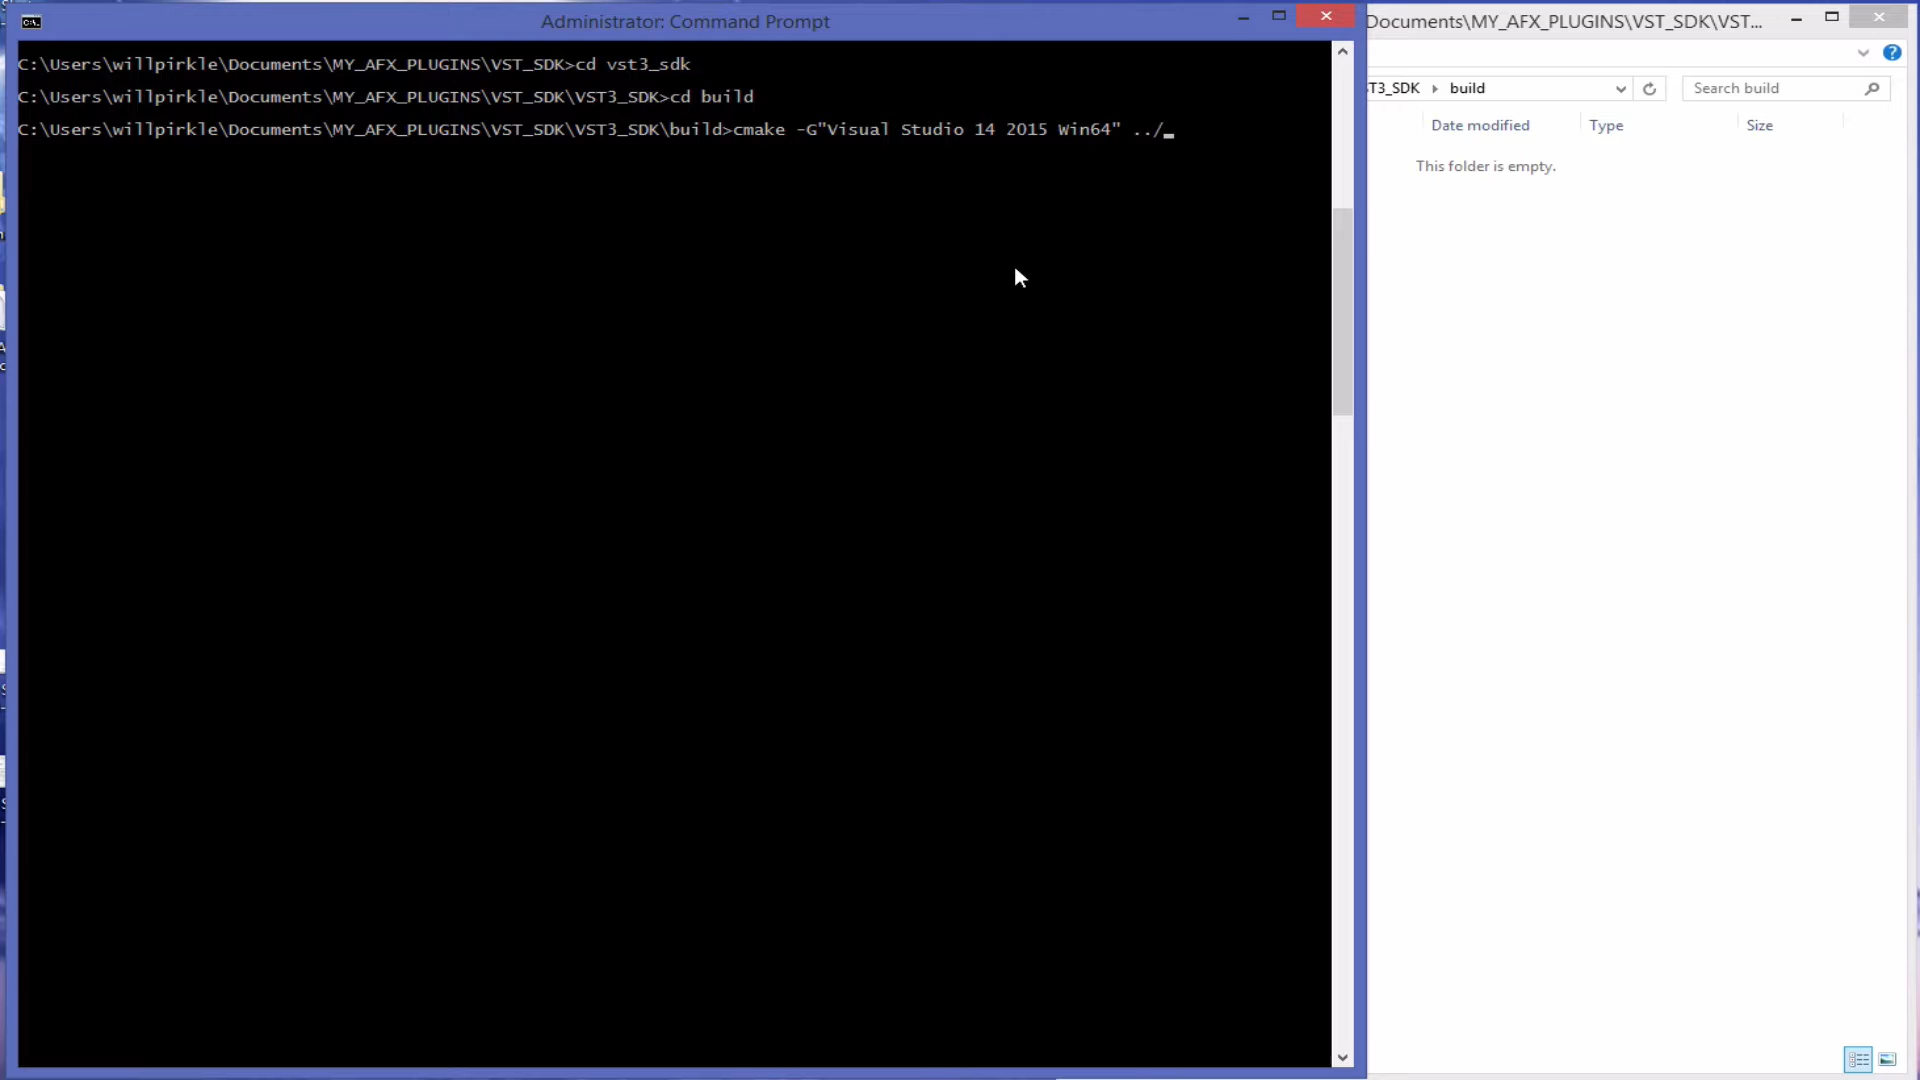 Administrator: Command Prompt
C:\Users\willpirkle\Documents\MY_AFX_PLUGINS\VST_SDK>cd vst3_sdk
C:\Users\willpirkle\Documents\MY_AFX_PLUGINS\VST_SDK\VST3_SDK>cd build
C:\Users\willpirkle\Documents\MY_AFX_PLUGINS\VST_SDK\VST3_SDK\build>cmake -G"Visual Studio 14 2015 Win64" ../
Documents\MY_AFX_PLUGINS\VST_SDK\VST...
T3_SDK build
Search build
Date modified Type Size
This folder is empty.